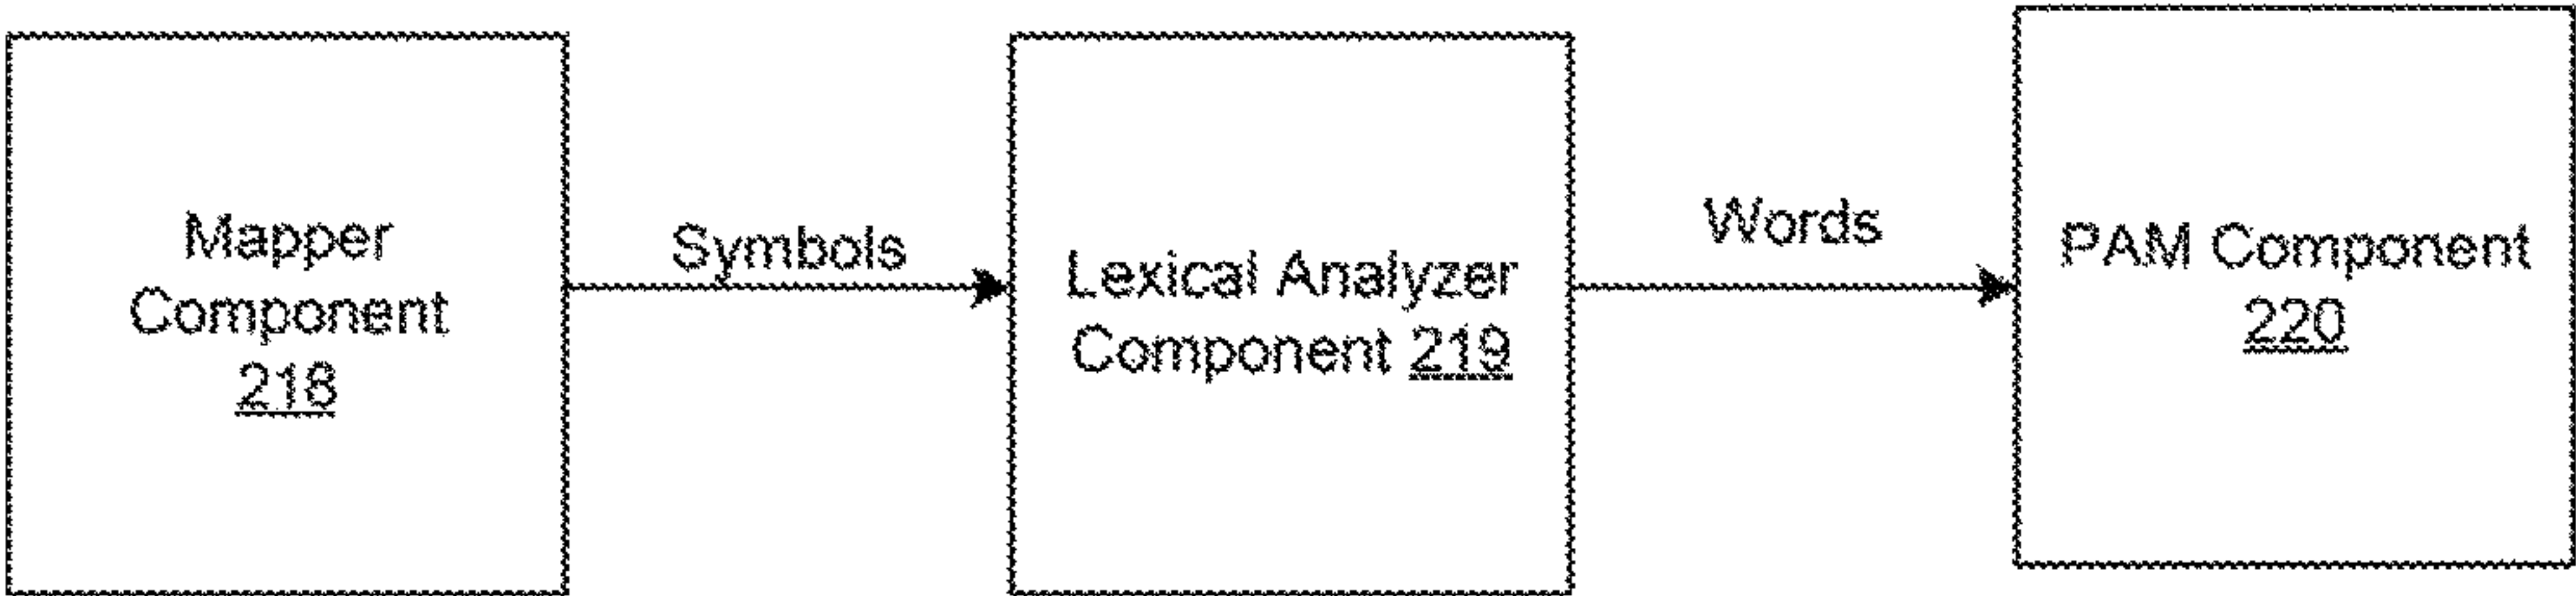 Mapper
Component
218
Symbols
Lexical Analyzer
Component 219
Words
PAM Component
220